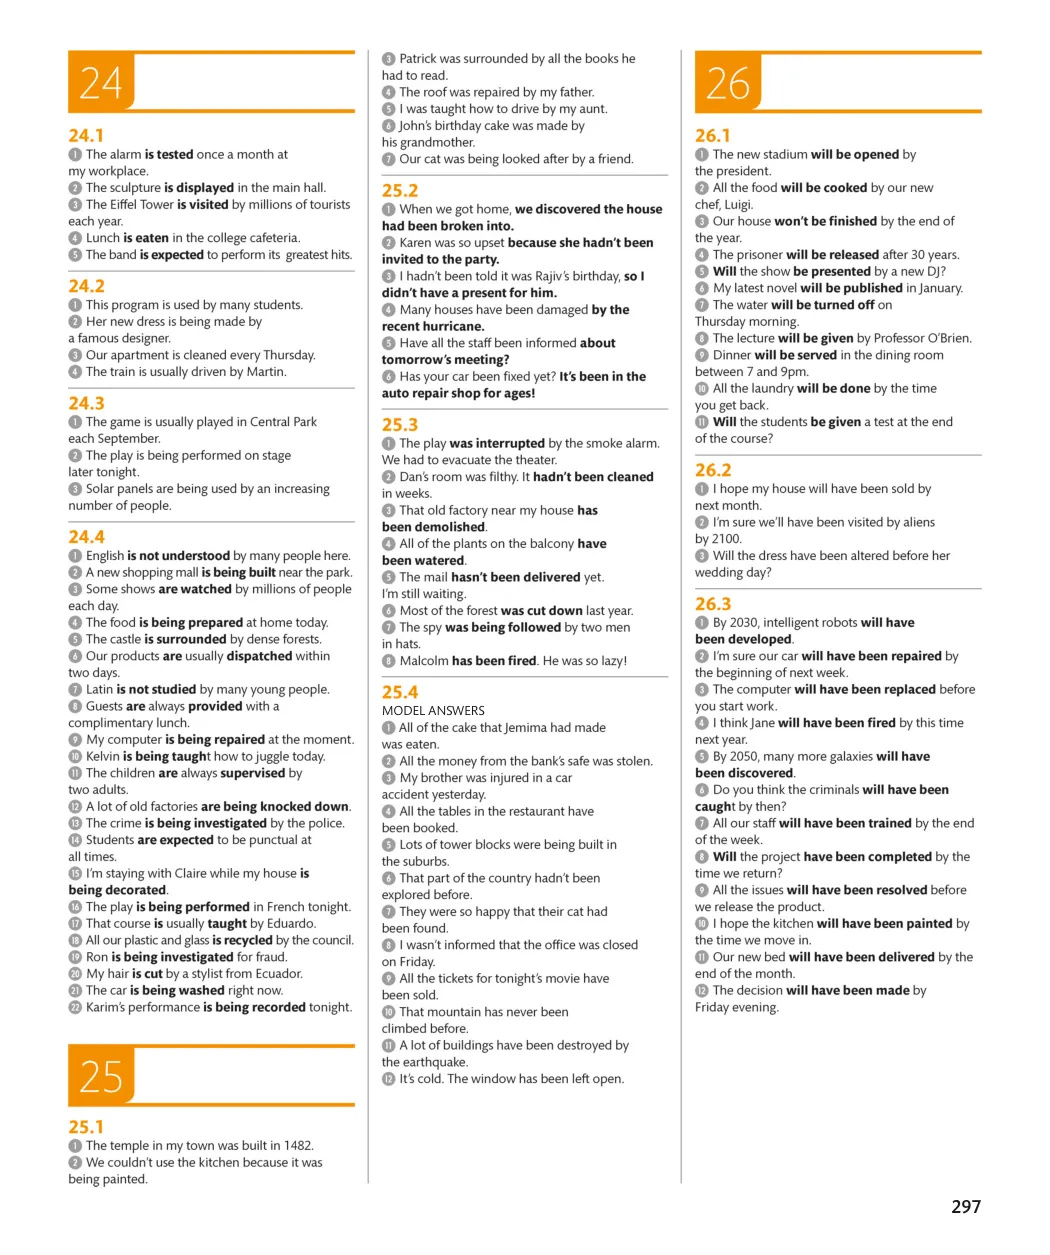 24
24.1
1 The alarm is tested once a month at
my workplace.
2 The sculpture is displayed in the main hall.
3 The Eiffel Tower is visited by millions of tourists
each year.
4 Lunch is eaten in the college cafeteria.
5 The band is expected to perform its greatest hits.
24.2
1 This program is used by many students.
2 Her new dress is being made by
a famous designer.
3 Our apartment is cleaned every Thursday.
4 The train is usually driven by Martin.
24.3
1 The game is usually played in Central Park
each September.
2 The play is being performed on stage
later tonight.
3 Solar panels are being used by an increasing
number of people.
24.4
1 English is not understood by many people here.
2 A new shopping mall is being built near the park.
3 Some shows are watched by millions of people
each day.
4 The food is being prepared at home today.
5 The castle is surrounded by dense forests.
6 Our products are usually dispatched within
two days.
7 Latin is not studied by many young people.
8 Guests are always provided with a
complimentary lunch.
9 My computer is being repaired at the moment.
10 Kelvin is being taught how to juggle today.
11 The children are always supervised by
two adults.
12 A lot of old factories are being knocked down.
13 The crime is being investigated by the police.
14 Students are expected to be punctual at
all times.
15 I'm staying with Claire while my house is
being decorated.
16 The play is being performed in French tonight.
17 That course is usually taught by Eduardo.
18 All our plastic and glass is recycled by the council.
19 Ron is being investigated for fraud.
20 My hair is cut by a stylist from Ecuador.
21 The car is being washed right now.
22 Karim's performance is being recorded tonight.
25
25.1
1 The temple in my town was built in 1482.
2 We couldn't use the kitchen because it was
being painted.
3 Patrick was surrounded by all the books he
had to read.
4 The roof was repaired by my father.
5 I was taught how to drive by my aunt.
6 John's birthday cake was made by
his grandmother.
7 Our cat was being looked after by a friend.
25.2
1 When we got home, we discovered the house
had been broken into.
2 Karen was so upset because she hadn't been
invited to the party.
3 I hadn't been told it was Rajiv's birthday, so I
didn't have a present for him.
4 Many houses have been damaged by the
recent hurricane.
5 Have all the staff been informed about
tomorrow's meeting?
6 Has your car been fixed yet? It's been in the
auto repair shop for ages!
25.3
1 The play was interrupted by the smoke alarm.
We had to evacuate the theater.
2 Dan's room was filthy. It hadn't been cleaned
in weeks.
3 That old factory near my house has
been demolished.
4 All of the plants on the balcony have
been watered.
5 The mail hasn't been delivered yet.
I'm still waiting.
6 Most of the forest was cut down last year.
7 The spy was being followed by two men
in hats.
8 Malcolm has been fired. He was so lazy!
25.4
MODEL ANSWERS
1 All of the cake that Jemima had made
was eaten.
2 All the money from the bank's safe was stolen.
3 My brother was injured in a car
accident yesterday.
4 All the tables in the restaurant have
been booked.
5 Lots of tower blocks were being built in
the suburbs.
6 That part of the country hadn't been
explored before.
7 They were so happy that their cat had
been found.
8 I wasn't informed that the office was closed
on Friday.
9 All the tickets for tonight's movie have
been sold.
10 That mountain has never been
climbed before.
11 A lot of buildings have been destroyed by
the earthquake.
12 It's cold. The window has been left open.
26
26.1
1 The new stadium will be opened by
the president.
2 All the food will be cooked by our new
chef, Luigi.
3 Our house won't be finished by the end of
the year.
4 The prisoner will be released after 30 years.
5 Will the show be presented by a new DJ?
6 My latest novel will be published in January.
7 The water will be turned off on
Thursday morning.
8 The lecture will be given by Professor O'Brien.
9 Dinner will be served in the dining room
between 7 and 9pm.
10 All the laundry will be done by the time
you get back.
11 Will the students be given a test at the end
of the course?
26.2
1 I hope my house will have been sold by
next month.
2 I'm sure we'll have been visited by aliens
by 2100.
3 Will the dress have been altered before her
wedding day?
26.3
1 By 2030, intelligent robots will have
been developed.
2 I'm sure our car will have been repaired by
the beginning of next week.
3 The computer will have been replaced before
you start work.
4 I think Jane will have been fired by this time
next year.
5 By 2050, many more galaxies will have
been discovered.
6 Do you think the criminals will have been
caught by then?
7 All our staff will have been trained by the end
of the week.
8 Will the project have been completed by the
time we return?
9 All the issues will have been resolved before
we release the product.
10 I hope the kitchen will have been painted by
the time we move in.
11 Our new bed will have been delivered by the
end of the month.
12 The decision will have been made by
Friday evening.
297